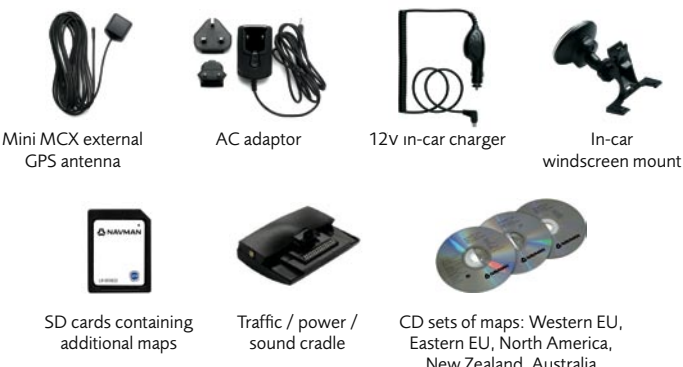 Mini MCX external
GPS antenna
AC adaptor
12v in-car charger
In-car
windscreen mount
NAVMAN
SD cards containing
additional maps
Traffic / power /
sound cradle
NAVMAN
CD sets of maps: Western EU,
Eastern EU, North America,
New Zealand, Australia